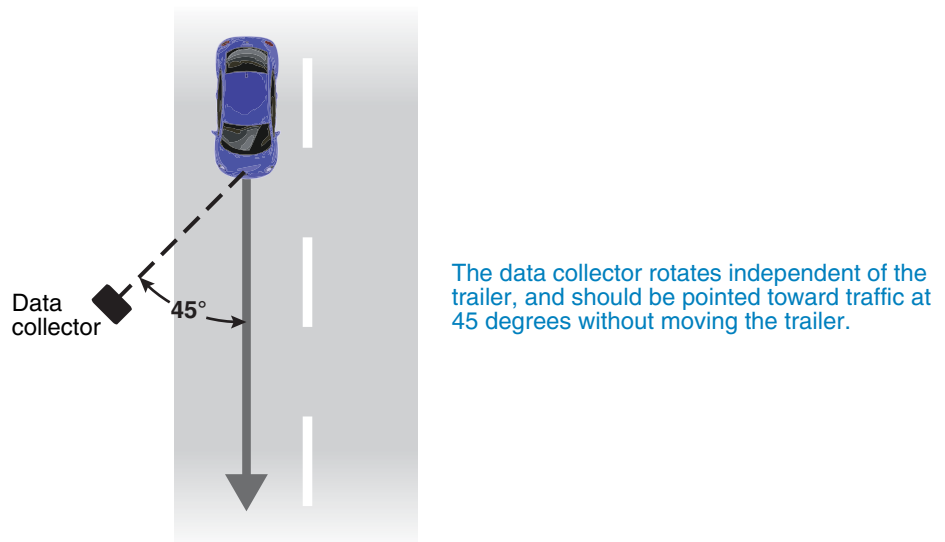 Data
collector
45°
The data collector rotates independent of the
trailer, and should be pointed toward traffic at
45 degrees without moving the trailer.